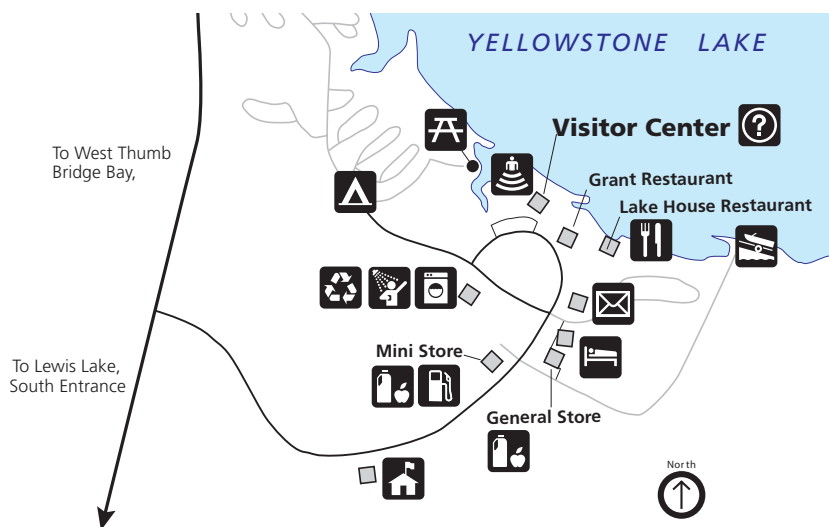 YELLOWSTONE LAKE
Visitor Center
?
To West Thumb
Bridge Bay,
Grant Restaurant
Lake House Restaurant
Mini Store
To Lewis Lake,
South Entrance
General Store
North